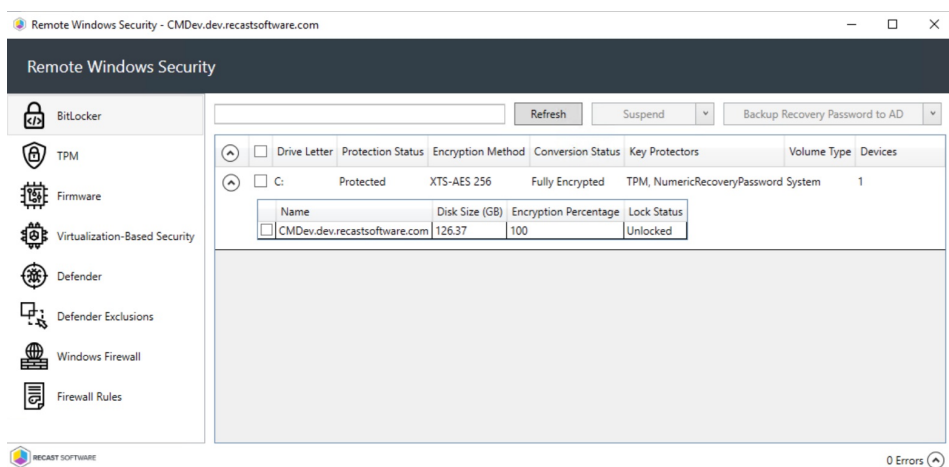 Remote Windows Security - CMDev.dev.recastsoftware.com
Remote Windows Security
BitLocker
TPM
Firmware
Virtualization-Based Security
Defender
Defender Exclusions
Windows Firewall
Firewall Rules
Refresh Suspend Backup Recovery Password to AD
Drive Letter Protection Status Encryption Method Conversion Status Key Protectors Volume Type Devices
C: Protected XTS-AES 256 Fully Encrypted TPM, NumericRecoveryPassword System 1
Name Disk Size (GB) Encryption Percentage Lock Status
CMDev.dev.recastsoftware.com 126.37 100 Unlocked
RECAST SOFTWARE
0 Errors